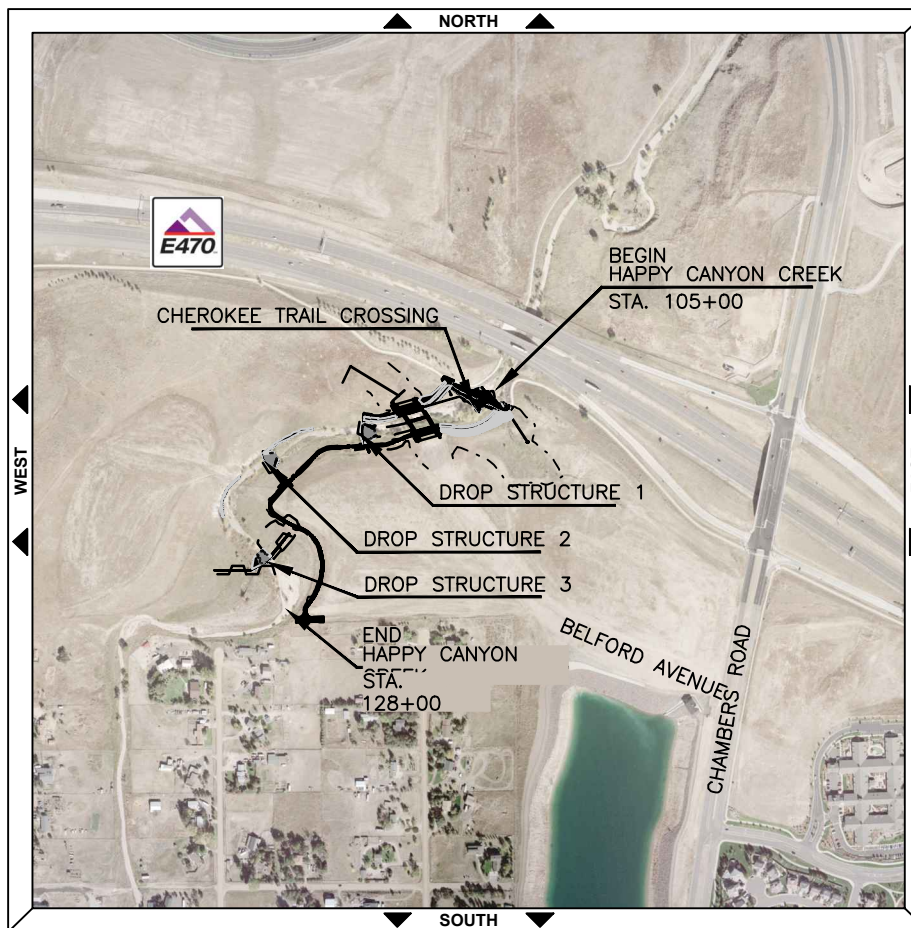 NORTH
E470
BEGIN
HAPPY CANYON CREEK
STA. 105+00
CHEROKEE TRAIL CROSSING
WEST
DROP STRUCTURE 1
DROP STRUCTURE 2
DROP STRUCTURE 3
END
HAPPY CANYON
CREEK
STA.
128+00
BELFORD AVENUE
CHAMBERS ROAD
SOUTH